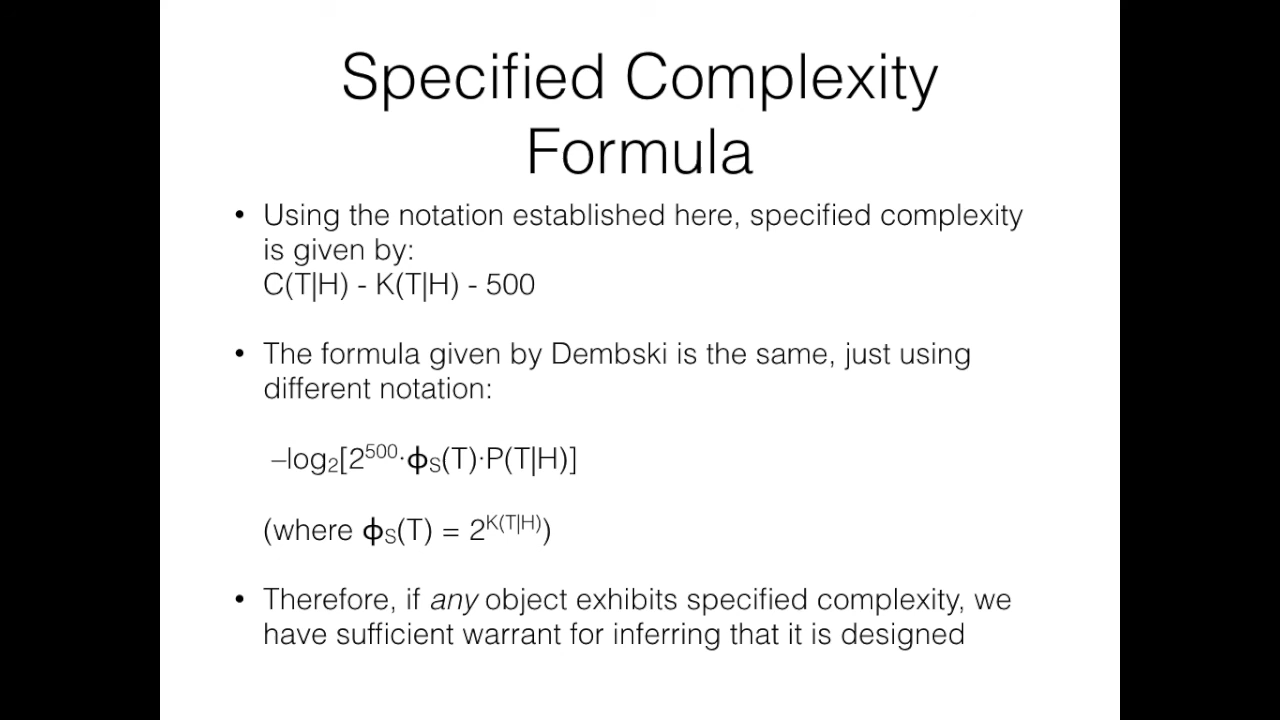 Specified Complexity
Formula
• Using the notation established here, specified complexity
is given by:
C(T|H) - K(T|H) - 500
• The formula given by Dembski is the same, just using
different notation:
–log₂[2⁵⁰⁰·ϕₛ(T)·P(T|H)]
(where ϕₛ(T) = 2ᴷ⁽ᵀ|ᴴ⁾)
• Therefore, if any object exhibits specified complexity, we
have sufficient warrant for inferring that it is designed